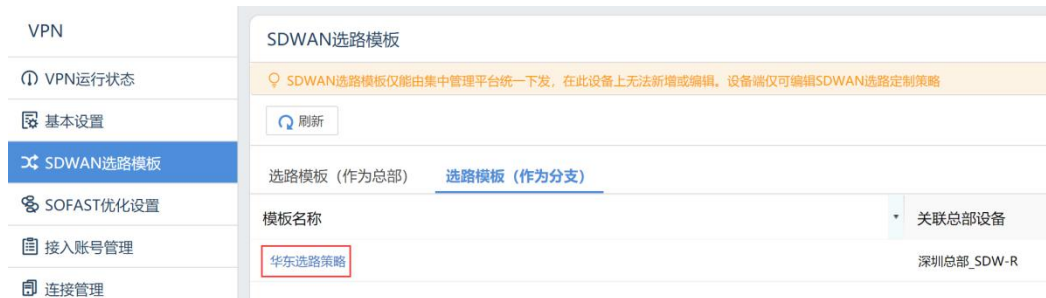 VPN
VPN运行状态
基本设置
SDWAN选路模板
SOFAST优化设置
接入账号管理
连接管理
SDWAN选路模板
SDWAN选路模板仅能由集中管理平台统一下发，在此设备上无法新增或编辑。设备端仅可编辑SDWAN选路定制策略
刷新
选路模板（作为总部） 选路模板（作为分支）
模板名称 关联总部设备
华东选路策略 深圳总部_SDW-R